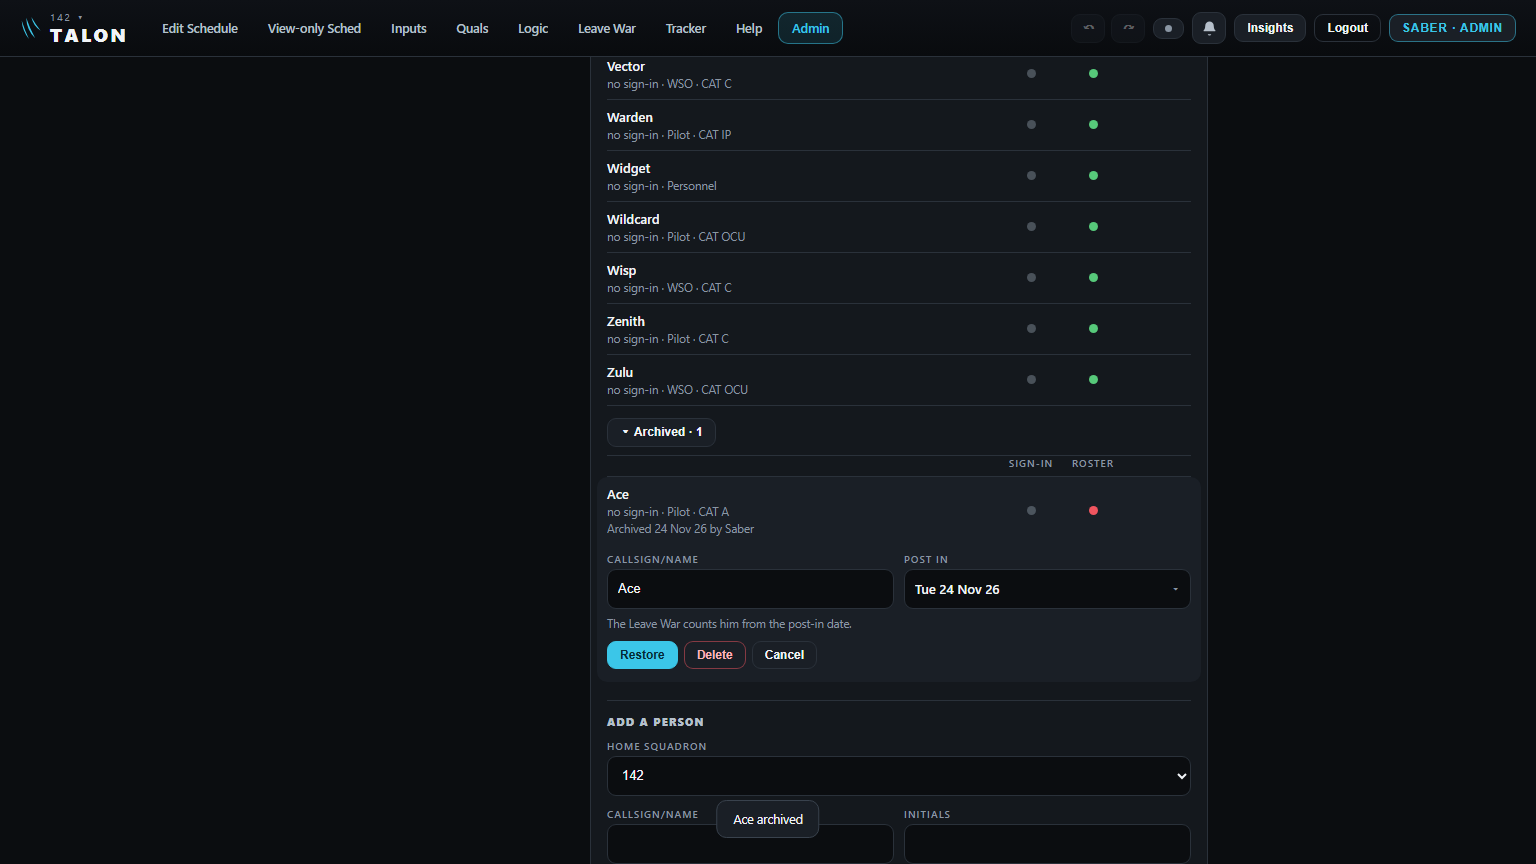 142
TALON
Edit Schedule
View-only Sched
Inputs
Quals
Logic
Leave War
Tracker
Help
Admin
Insights
Logout
SABER · ADMIN
Vector
no sign-in · WSO · CAT C
Warden
no sign-in · Pilot · CAT IP
Widget
no sign-in · Personnel
Wildcard
no sign-in · Pilot · CAT OCU
Wisp
no sign-in · WSO · CAT C
Zenith
no sign-in · Pilot · CAT C
Zulu
no sign-in · WSO · CAT OCU
Archived · 1
SIGN-IN ROSTER
Ace
no sign-in · Pilot · CAT A
Archived 24 Nov 26 by Saber
CALLSIGN/NAME POST IN
Ace Tue 24 Nov 26
The Leave War counts him from the post-in date.
Restore Delete Cancel
ADD A PERSON
HOME SQUADRON
142
CALLSIGN/NAME INITIALS
Ace archived